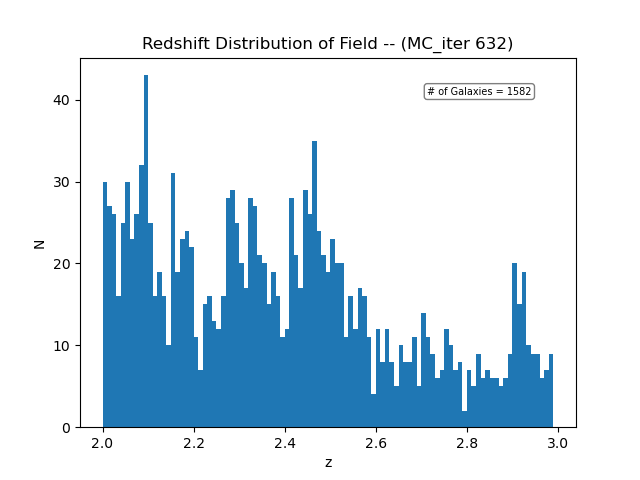 Redshift Distribution of Field -- (MC_iter 632)
# of Galaxies = 1582
40
30
20
10
0
N
2.0 2.2 2.4 2.6 2.8 3.0
z